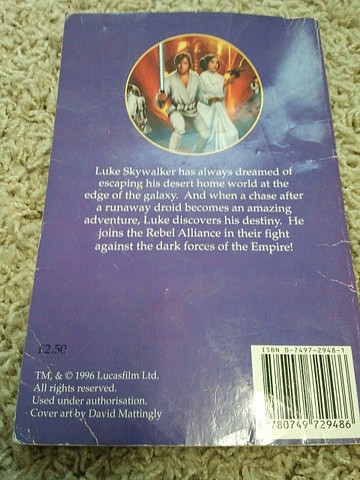 Luke Skywalker has always dreamed of
escaping his desert home world at the
edge of the galaxy. And when a chase after
a runaway droid becomes an amazing
adventure, Luke discovers his destiny. He
joins the Rebel Alliance in their fight
against the dark forces of the Empire!
£2.50
TM, & © 1996 Lucasfilm Ltd.
All rights reserved.
Used under authorisation.
Cover art by David Mattingly
ISBN 0-7497-2948-1
780749 729486